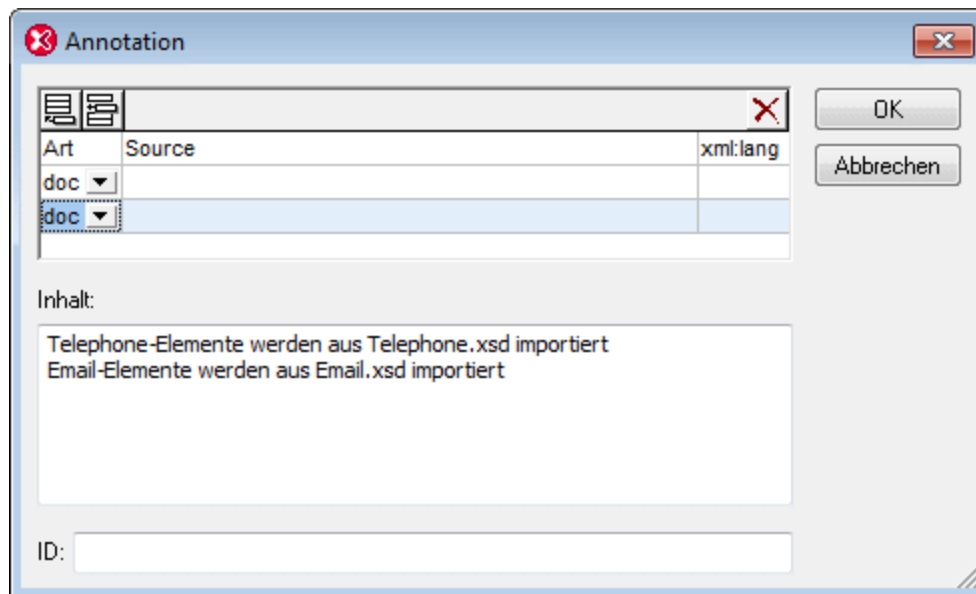 Annotation
OK
Art Source xml:lang
Abbrechen
doc
doc
Inhalt:
Telephone-Elemente werden aus Telephone.xsd importiert
Email-Elemente werden aus Email.xsd importiert
ID: